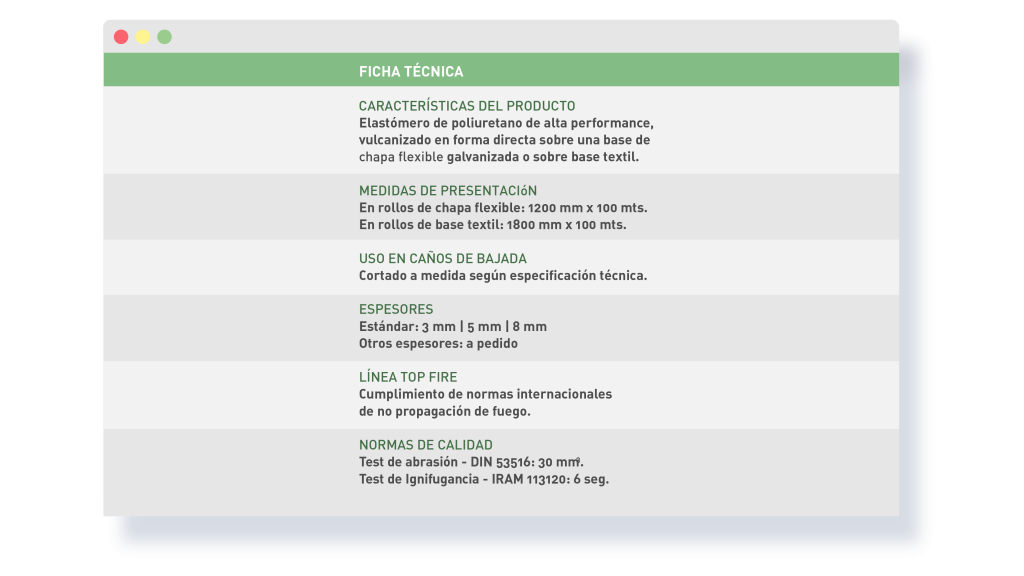 FICHA TÉCNICA
CARACTERÍSTICAS DEL PRODUCTO
Elastómero de poliuretano de alta performance,
vulcanizado en forma directa sobre una base de
chapa flexible galvanizada o sobre base textil.
MEDIDAS DE PRESENTACIóN
En rollos de chapa flexible: 1200 mm x 100 mts.
En rollos de base textil: 1800 mm x 100 mts.
USO EN CAÑOS DE BAJADA
Cortado a medida según especificación técnica.
ESPESORES
Estándar: 3 mm | 5 mm | 8 mm
Otros espesores: a pedido
LÍNEA TOP FIRE
Cumplimiento de normas internacionales
de no propagación de fuego.
NORMAS DE CALIDAD
Test de abrasión - DIN 53516: 30 mm³.
Test de Ignifugancia - IRAM 113120: 6 seg.